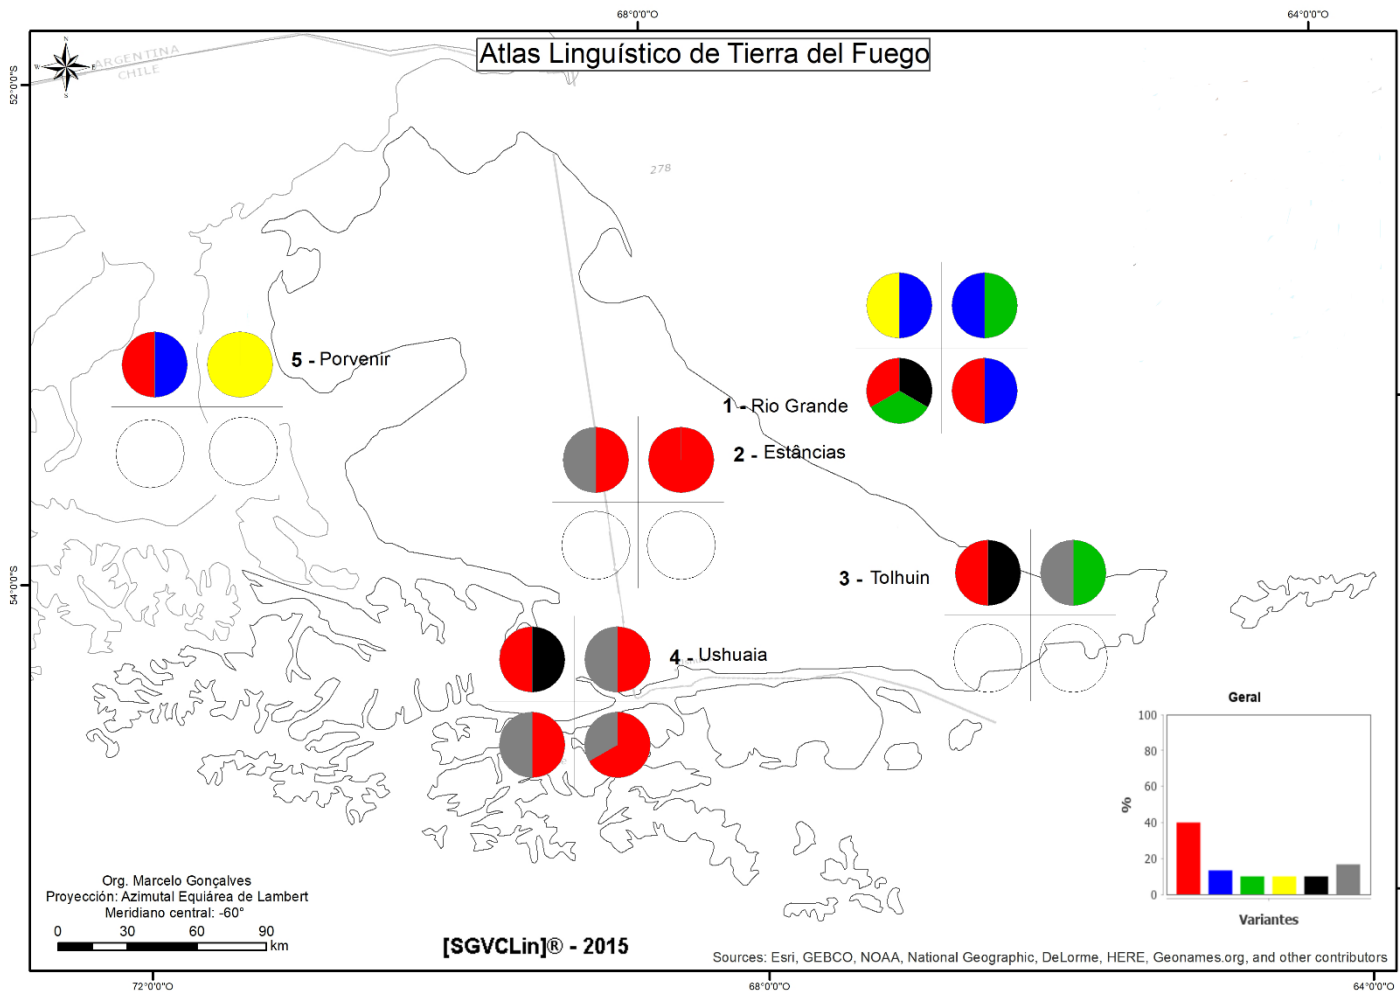 68°0'0"O
64°0'0"O
Atlas Linguístico de Tierra del Fuego
N
W
E
S
ARGENTINA
CHILE
52°0'0"S
278
5 - Porvenir
1 - Rio Grande
2 - Estâncias
3 - Tolhuin
54°0'0"S
4 - Ushuaia
Geral
100
80
60
40
20
0
%
Variantes
Org. Marcelo Gonçalves
Proyección: Azimutal Equiárea de Lambert
Meridiano central: -60°
0 30 60 90
km
[SGVCLin]® - 2015
Sources: Esri, GEBCO, NOAA, National Geographic, DeLorme, HERE, Geonames.org, and other contributors
72°0'0"O
68°0'0"O
64°0'0"O